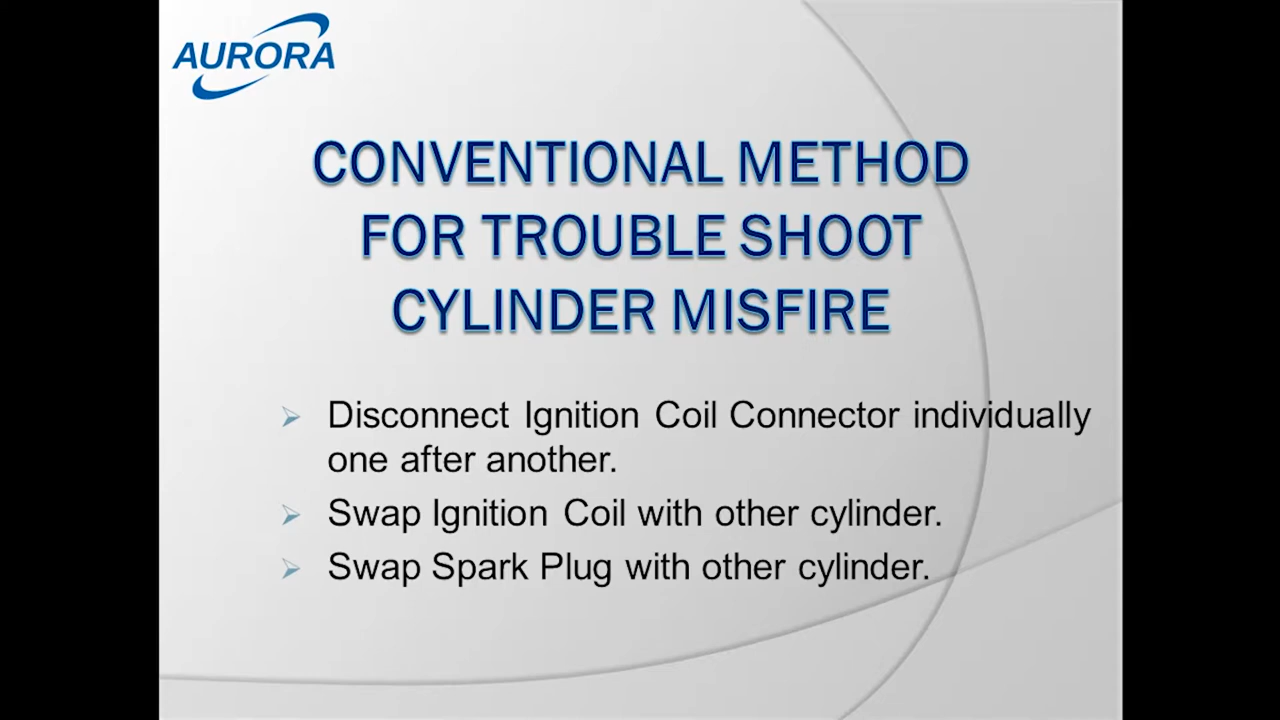 AURORA
CONVENTIONAL METHOD
FOR TROUBLE SHOOT
CYLINDER MISFIRE
Disconnect Ignition Coil Connector individually
one after another.
Swap Ignition Coil with other cylinder.
Swap Spark Plug with other cylinder.